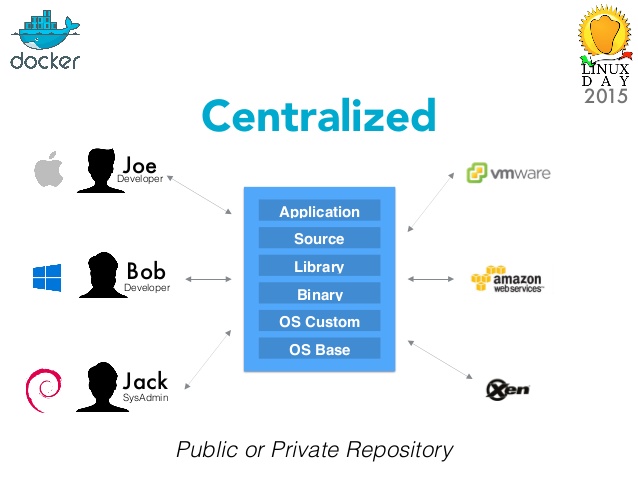 docker
LINUX
DAY
2015
Centralized
Joe
Developer
vmware
Application
Source
Library
Binary
OS Custom
OS Base
Bob
Developer
amazon
webservices™
Jack
SysAdmin
Xen
Public or Private Repository